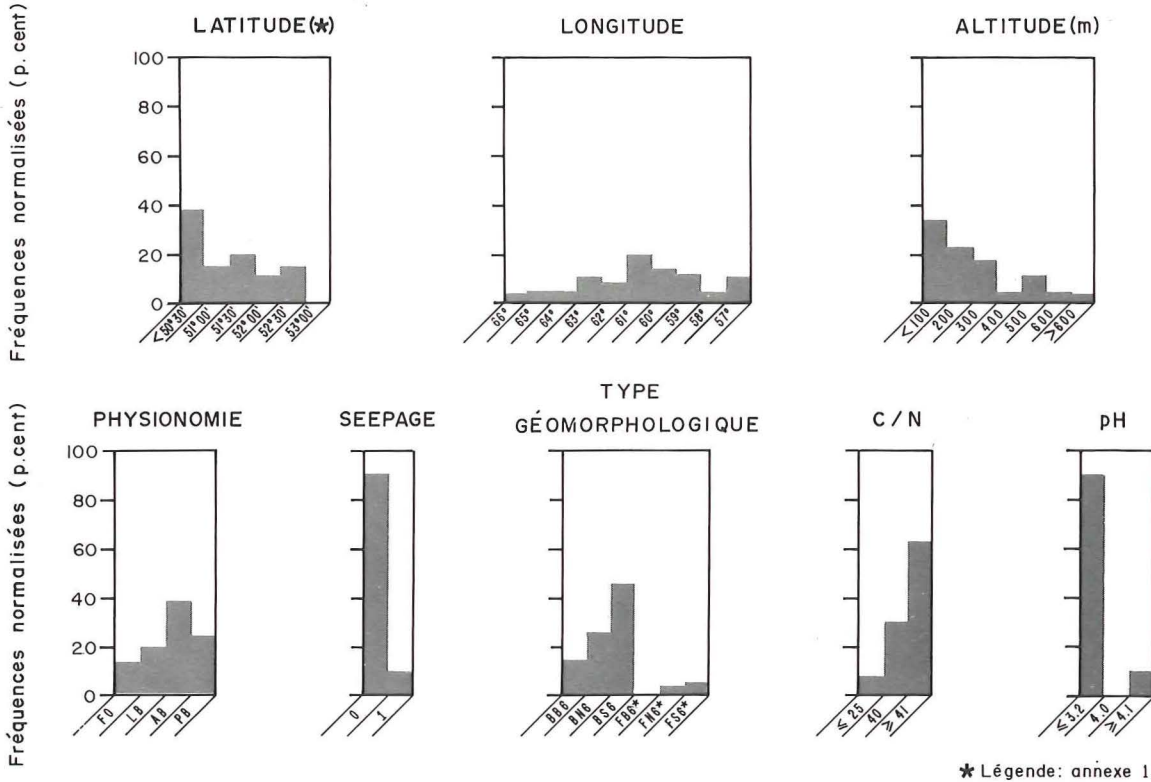 LATITUDE(*)
LONGITUDE
ALTITUDE(m)
Fréquences normalisées (p. cent)
100
80
60
40
20
0
<50°30'
51°00'
51°30'
52°00'
52°30'
53°00'
66°
65°
64°
63°
62°
61°
60°
59°
58°
57°
<100
200
300
400
500
600
>600
PHYSIONOMIE
SEEPAGE
TYPE
GÉOMORPHOLOGIQUE
C/N
pH
Fréquences normalisées (p.cent)
100
80
60
40
20
0
FO
LB
AB
PB
0
1
BB6
BN6
BS6
FB6*
FN6*
FS6*
≤25
40
≥41
≤3.2
4.0
≥4.1
* Légende: annexe 1